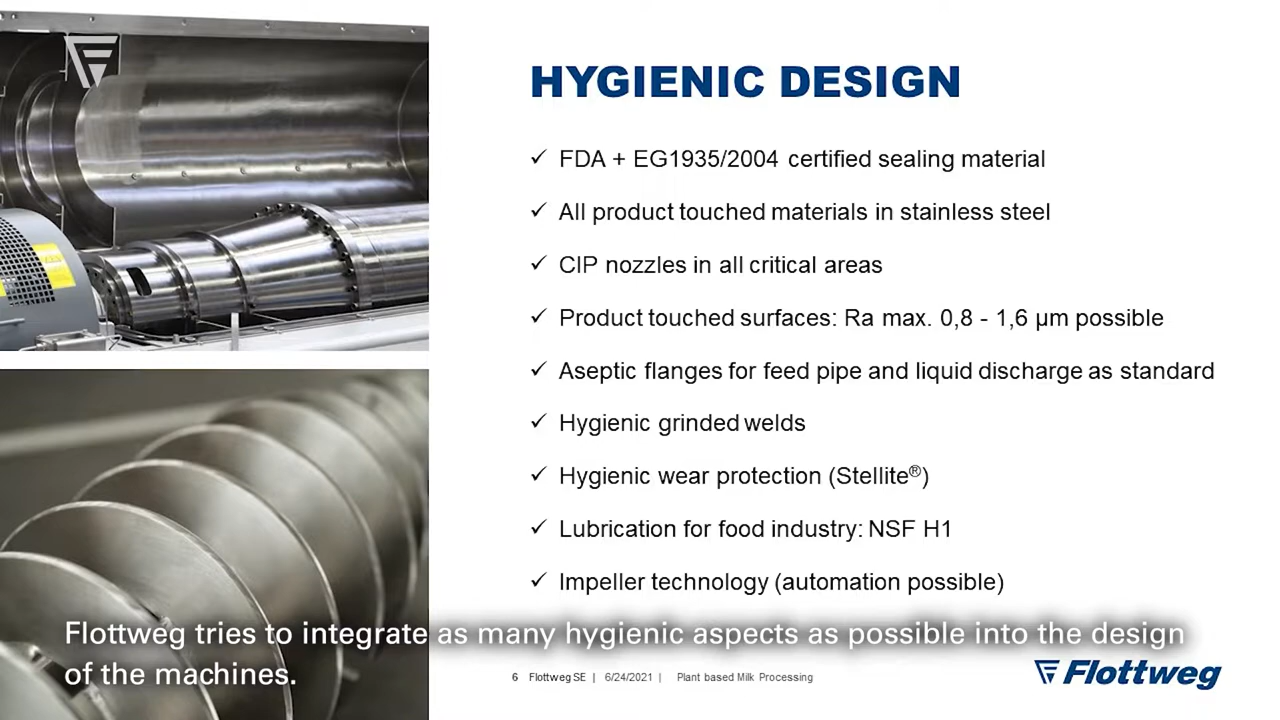 HYGIENIC DESIGN
✓ FDA + EG1935/2004 certified sealing material
✓ All product touched materials in stainless steel
✓ CIP nozzles in all critical areas
✓ Product touched surfaces: Ra max. 0,8 - 1,6 µm possible
✓ Aseptic flanges for feed pipe and liquid discharge as standard
✓ Hygienic grinded welds
✓ Hygienic wear protection (Stellite®)
✓ Lubrication for food industry: NSF H1
✓ Impeller technology (automation possible)
Flottweg tries to integrate as many hygienic aspects as possible into the design
of the machines.
6 Flottweg SE | 6/24/2021 | Plant based Milk Processing
Flottweg